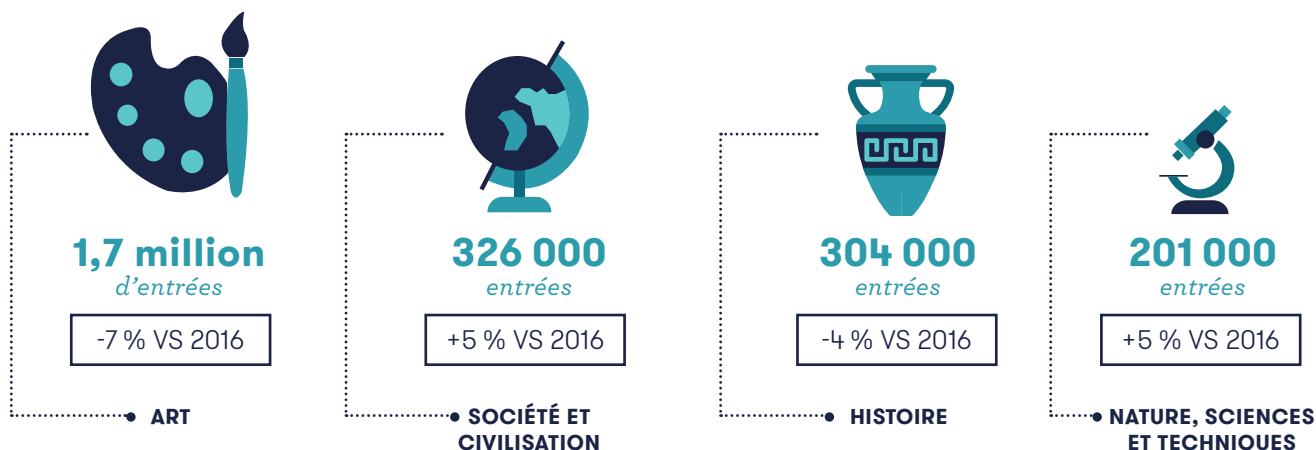 1,7 million
d'entrées
-7 % VS 2016
ART
326 000
entrées
+5 % VS 2016
SOCIÉTÉ ET
CIVILISATION
304 000
entrées
-4 % VS 2016
HISTOIRE
201 000
entrées
+5 % VS 2016
NATURE, SCIENCES
ET TECHNIQUES